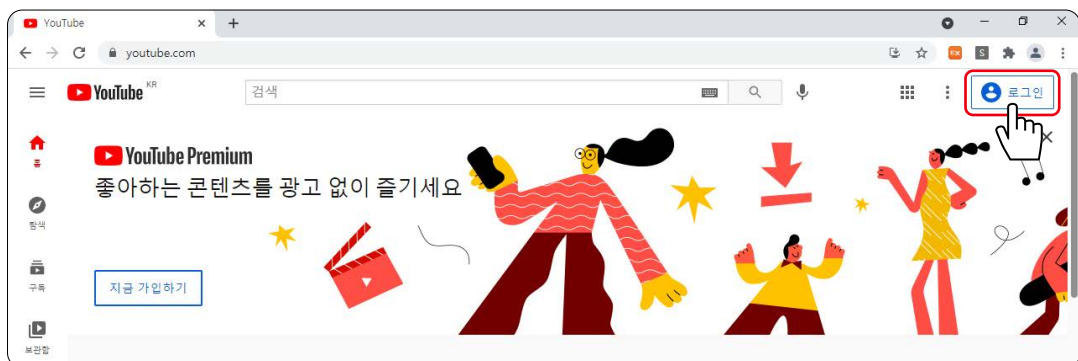 YouTube
youtube.com
Ex
S
YouTube KR
검색
로그인
홈
YouTube Premium
좋아하는 콘텐츠를 광고 없이 즐기세요
탐색
구독
지금 가입하기
보관함